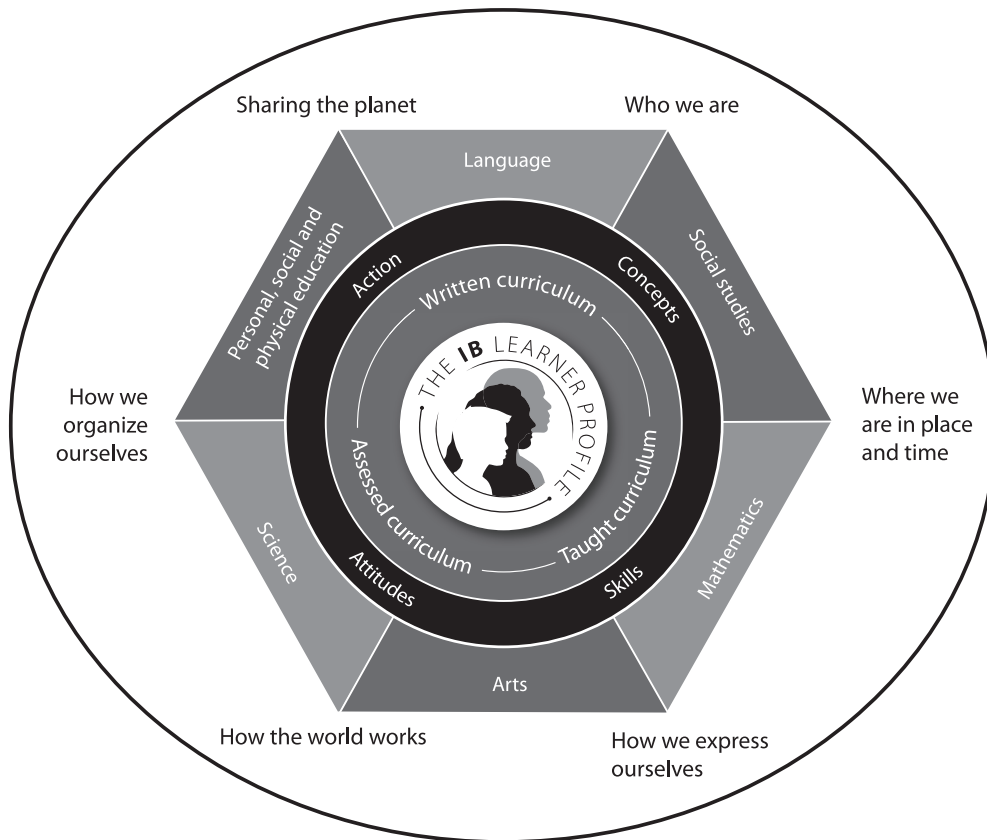 Sharing the planet
Who we are
Language
Personal, social and
physical education
Social studies
Action
Concepts
Written curriculum
THE IB LEARNER PROFILE
How we
organize
ourselves
Where we
are in place
and time
Assessed curriculum
Taught curriculum
Science
Mathematics
Attitudes
Skills
Arts
How the world works
How we express
ourselves